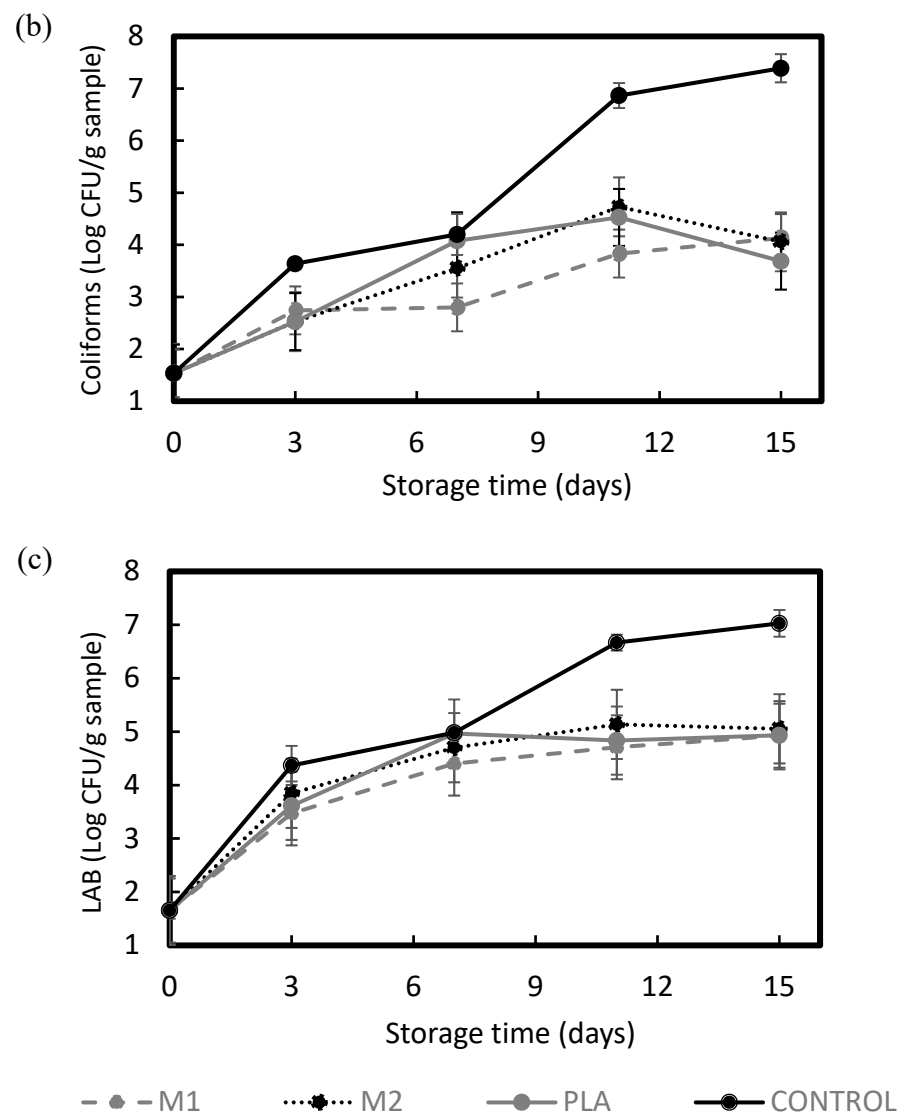 (b)
Coliforms (Log CFU/g sample)
8
7
6
5
4
3
2
1
0 3 6 9 12 15
Storage time (days)
(c)
LAB (Log CFU/g sample)
8
7
6
5
4
3
2
1
0 3 6 9 12 15
Storage time (days)
M1 M2 PLA CONTROL